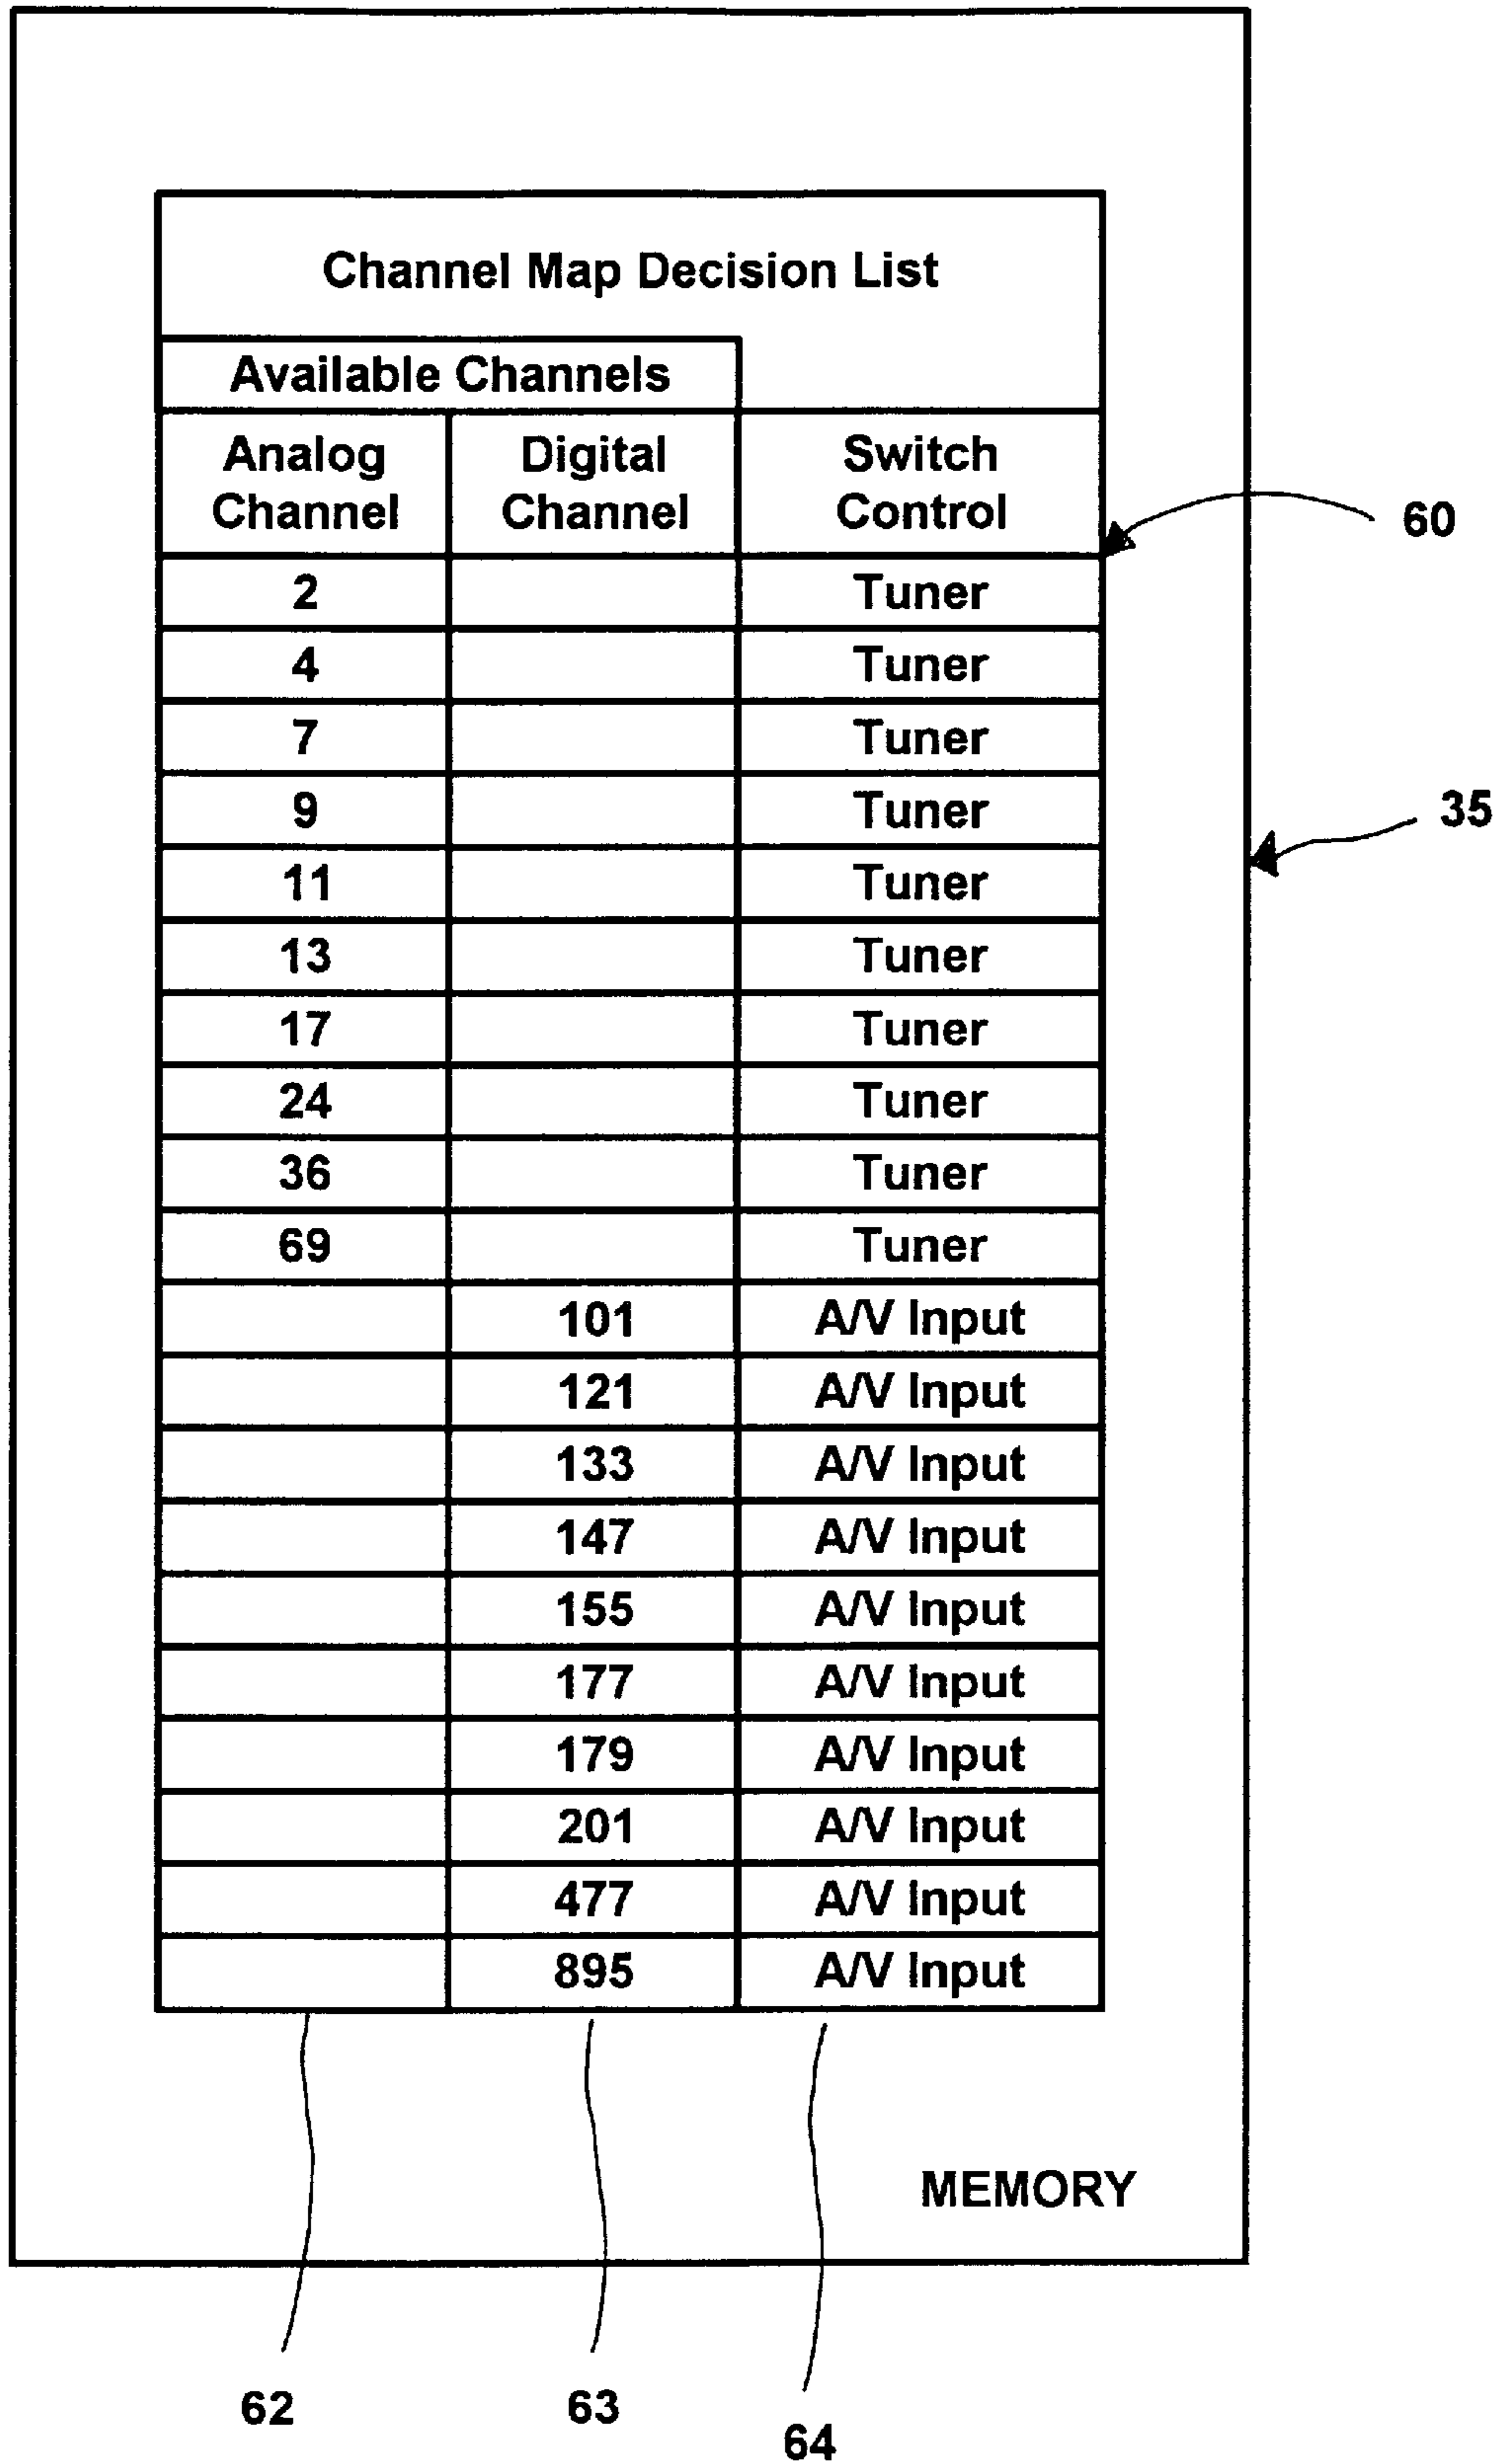 Channel Map Decision List
Available Channels
Analog Channel Digital Channel Switch Control
60
2 Tuner
4 Tuner
7 Tuner
9 Tuner
35
11 Tuner
13 Tuner
17 Tuner
24 Tuner
36 Tuner
69 Tuner
101 A/V Input
121 A/V Input
133 A/V Input
147 A/V Input
155 A/V Input
177 A/V Input
179 A/V Input
201 A/V Input
477 A/V Input
895 A/V Input
MEMORY
62 63 64